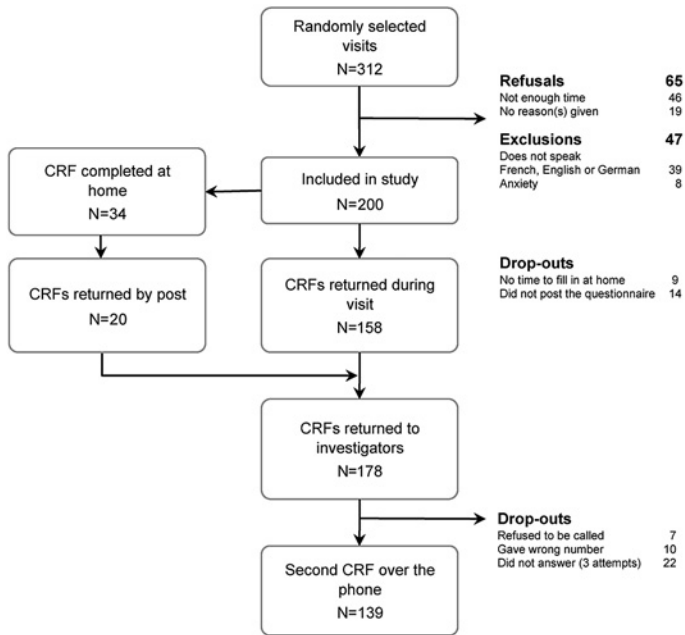 Randomly selected
visits
N=312
Refusals 65
Not enough time 46
No reason(s) given 19
Exclusions 47
Does not speak
French, English or German 39
Anxiety 8
CRF completed at
home
N=34
Included in study
N=200
CRFs returned by post
N=20
CRFs returned during
visit
N=158
Drop-outs
No time to fill in at home 9
Did not post the questionnaire 14
CRFs returned to
investigators
N=178
Drop-outs
Refused to be called 7
Gave wrong number 10
Did not answer (3 attempts) 22
Second CRF over the
phone
N=139